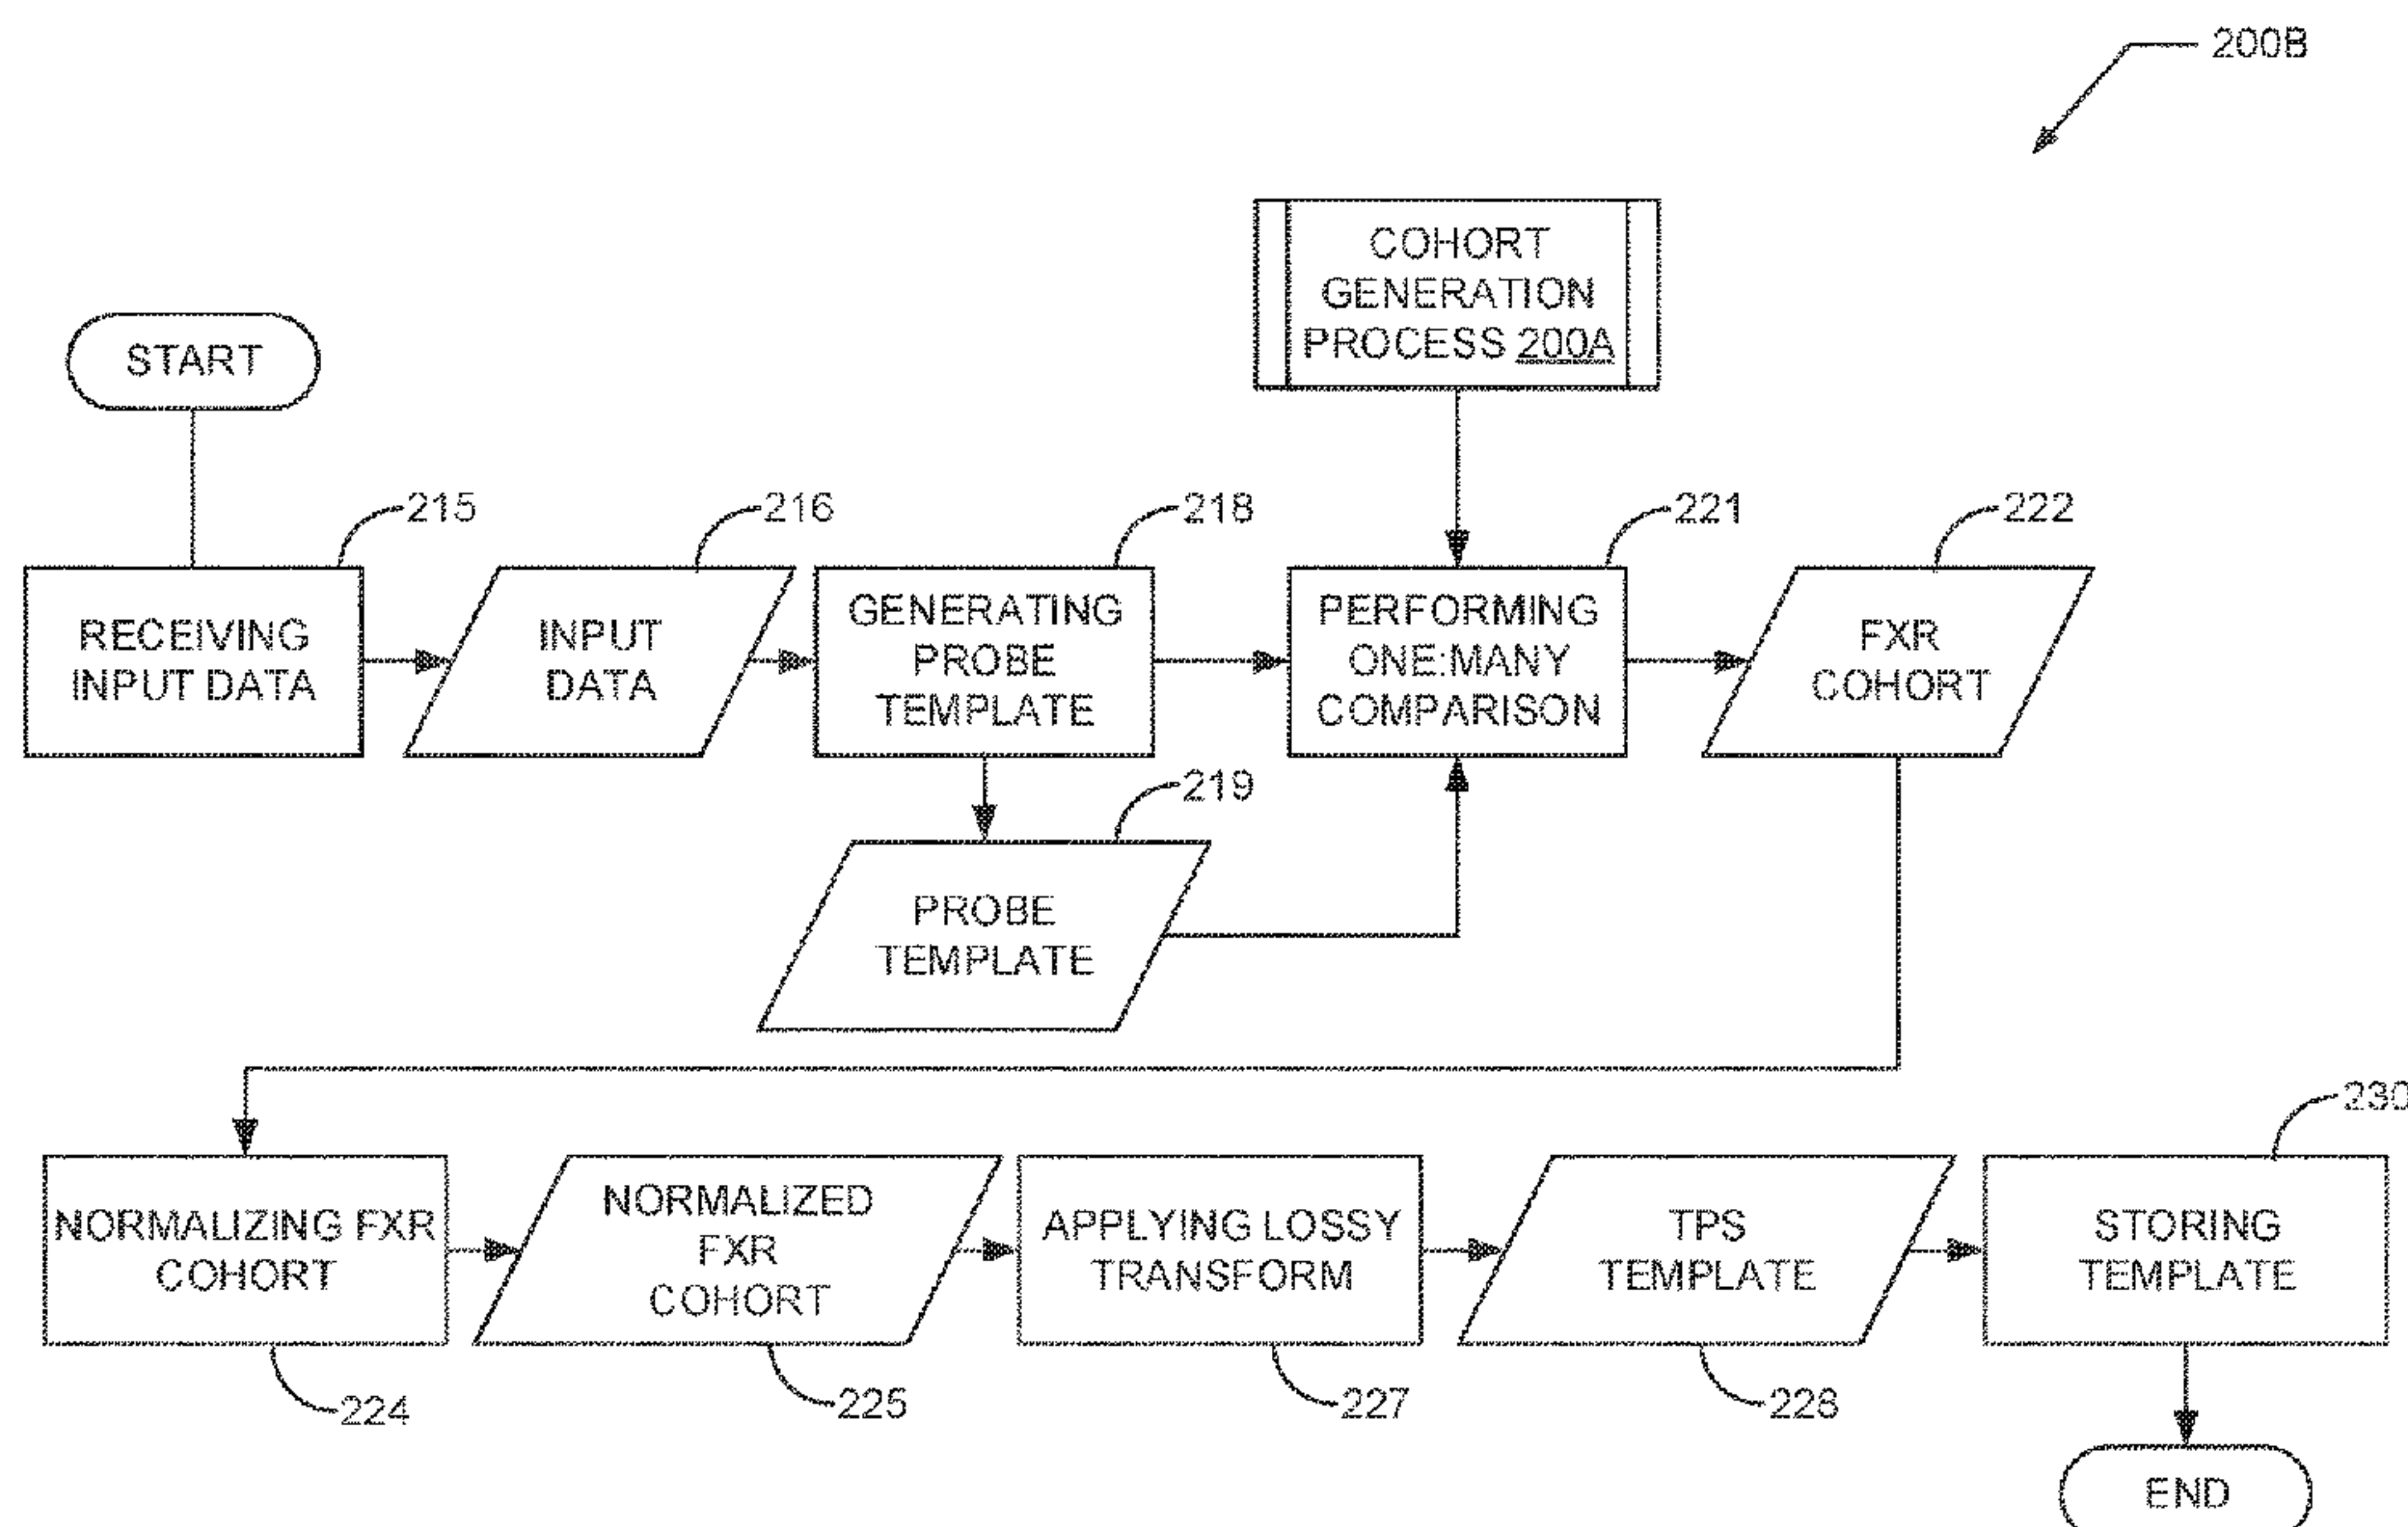 200B
COHORT
GENERATION
PROCESS 200A
START
215
216
218
221
222
RECEIVING
INPUT DATA
INPUT
DATA
GENERATING
PROBE
TEMPLATE
PERFORMING
ONE:MANY
COMPARISON
FXR
COHORT
219
PROBE
TEMPLATE
230
NORMALIZING FXR
COHORT
NORMALIZED
FXR
COHORT
APPLYING LOSSY
TRANSFORM
TPS
TEMPLATE
STORING
TEMPLATE
224
225
227
228
END